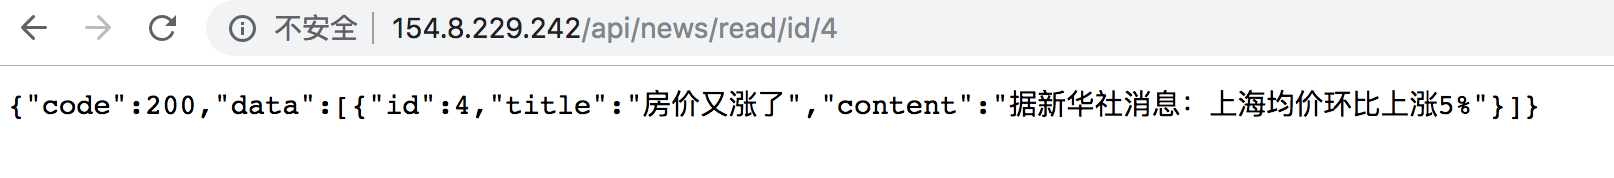 不安全 154.8.229.242/api/news/read/id/4
{"code":200,"data":[{"id":4,"title":"房价又涨了","content":"据新华社消息：上海均价环比上涨5%"}]}